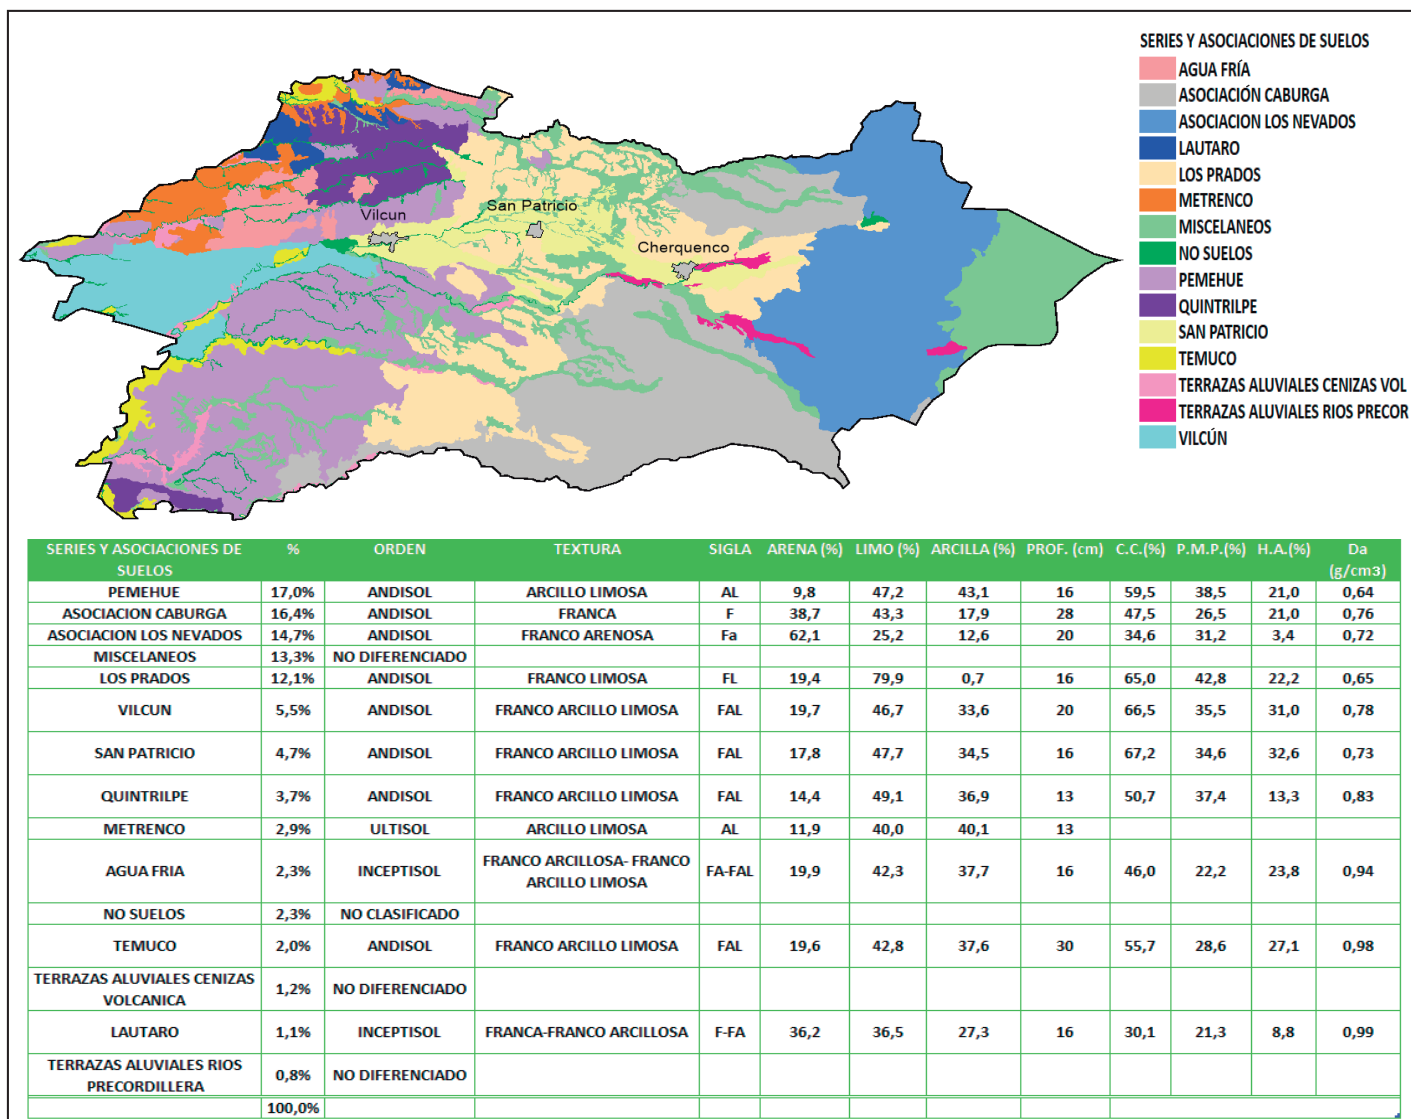 SERIES Y ASOCIACIONES DE SUELOS
AGUA FRÍA
ASOCIACIÓN CABURGA
ASOCIACION LOS NEVADOS
LAUTARO
LOS PRADOS
METRENCO
MISCELANEOS
NO SUELOS
PEMEHUE
QUINTRILPE
SAN PATRICIO
TEMUCO
TERRAZAS ALUVIALES CENIZAS VOL
TERRAZAS ALUVIALES RIOS PRECOR
VILCÚN
Vilcun
San Patricio
Cherquenco
SERIES Y ASOCIACIONES DE SUELOS % ORDEN TEXTURA SIGLA ARENA (%) LIMO (%) ARCILLA (%) PROF. (cm) C.C.(%) P.M.P.(%) H.A.(%) Da (g/cm3)
PEMEHUE 17,0% ANDISOL ARCILLO LIMOSA AL 9,8 47,2 43,1 16 59,5 38,5 21,0 0,64
ASOCIACION CABURGA 16,4% ANDISOL FRANCA F 38,7 43,3 17,9 28 47,5 26,5 21,0 0,76
ASOCIACION LOS NEVADOS 14,7% ANDISOL FRANCO ARENOSA Fa 62,1 25,2 12,6 20 34,6 31,2 3,4 0,72
MISCELANEOS 13,3% NO DIFERENCIADO
LOS PRADOS 12,1% ANDISOL FRANCO LIMOSA FL 19,4 79,9 0,7 16 65,0 42,8 22,2 0,65
VILCUN 5,5% ANDISOL FRANCO ARCILLO LIMOSA FAL 19,7 46,7 33,6 20 66,5 35,5 31,0 0,78
SAN PATRICIO 4,7% ANDISOL FRANCO ARCILLO LIMOSA FAL 17,8 47,7 34,5 16 67,2 34,6 32,6 0,73
QUINTRILPE 3,7% ANDISOL FRANCO ARCILLO LIMOSA FAL 14,4 49,1 36,9 13 50,7 37,4 13,3 0,83
METRENCO 2,9% ULTISOL ARCILLO LIMOSA AL 11,9 40,0 40,1 13
AGUA FRIA 2,3% INCEPTISOL FRANCO ARCILLOSA- FRANCO ARCILLO LIMOSA FA-FAL 19,9 42,3 37,7 16 46,0 22,2 23,8 0,94
NO SUELOS 2,3% NO CLASIFICADO
TEMUCO 2,0% ANDISOL FRANCO ARCILLO LIMOSA FAL 19,6 42,8 37,6 30 55,7 28,6 27,1 0,98
TERRAZAS ALUVIALES CENIZAS VOLCANICA 1,2% NO DIFERENCIADO
LAUTARO 1,1% INCEPTISOL FRANCA-FRANCO ARCILLOSA F-FA 36,2 36,5 27,3 16 30,1 21,3 8,8 0,99
TERRAZAS ALUVIALES RIOS PRECORDILLERA 0,8% NO DIFERENCIADO
100,0%